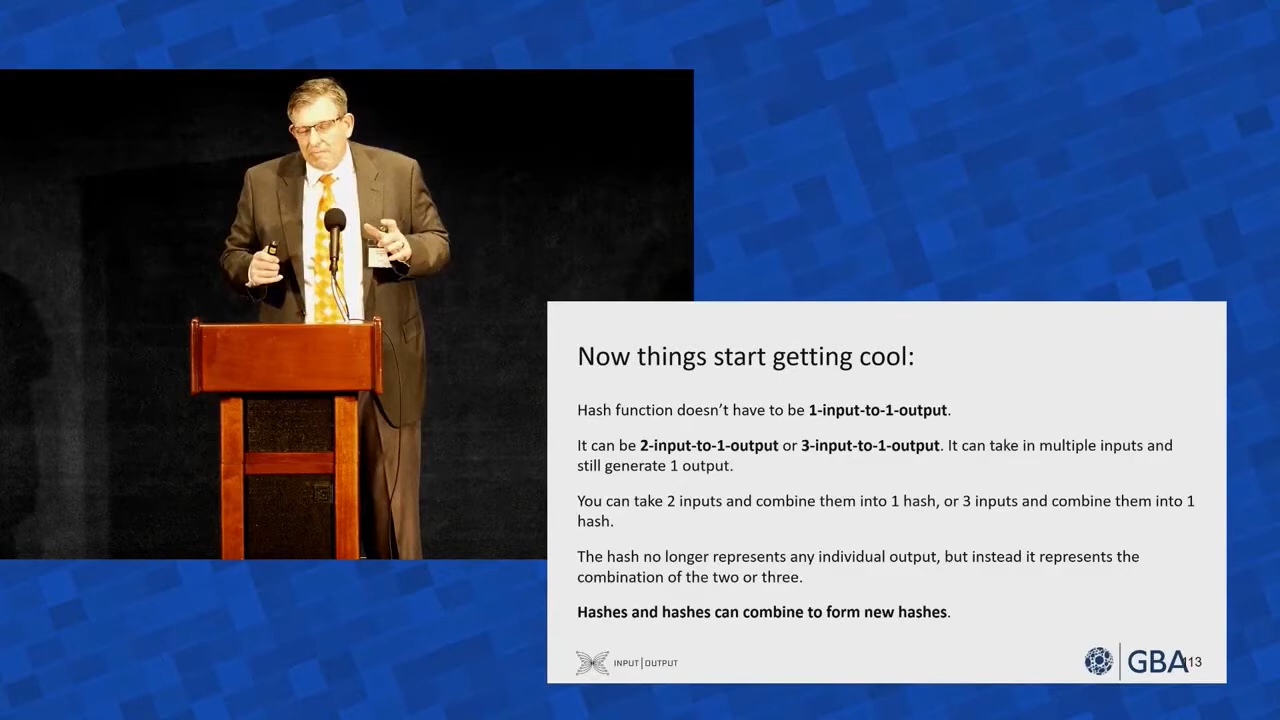 Now things start getting cool:
Hash function doesn’t have to be 1-input-to-1-output.
It can be 2-input-to-1-output or 3-input-to-1-output. It can take in multiple inputs and
still generate 1 output.
You can take 2 inputs and combine them into 1 hash, or 3 inputs and combine them into 1
hash.
The hash no longer represents any individual output, but instead it represents the
combination of the two or three.
Hashes and hashes can combine to form new hashes.
INPUT|OUTPUT
GBA
113